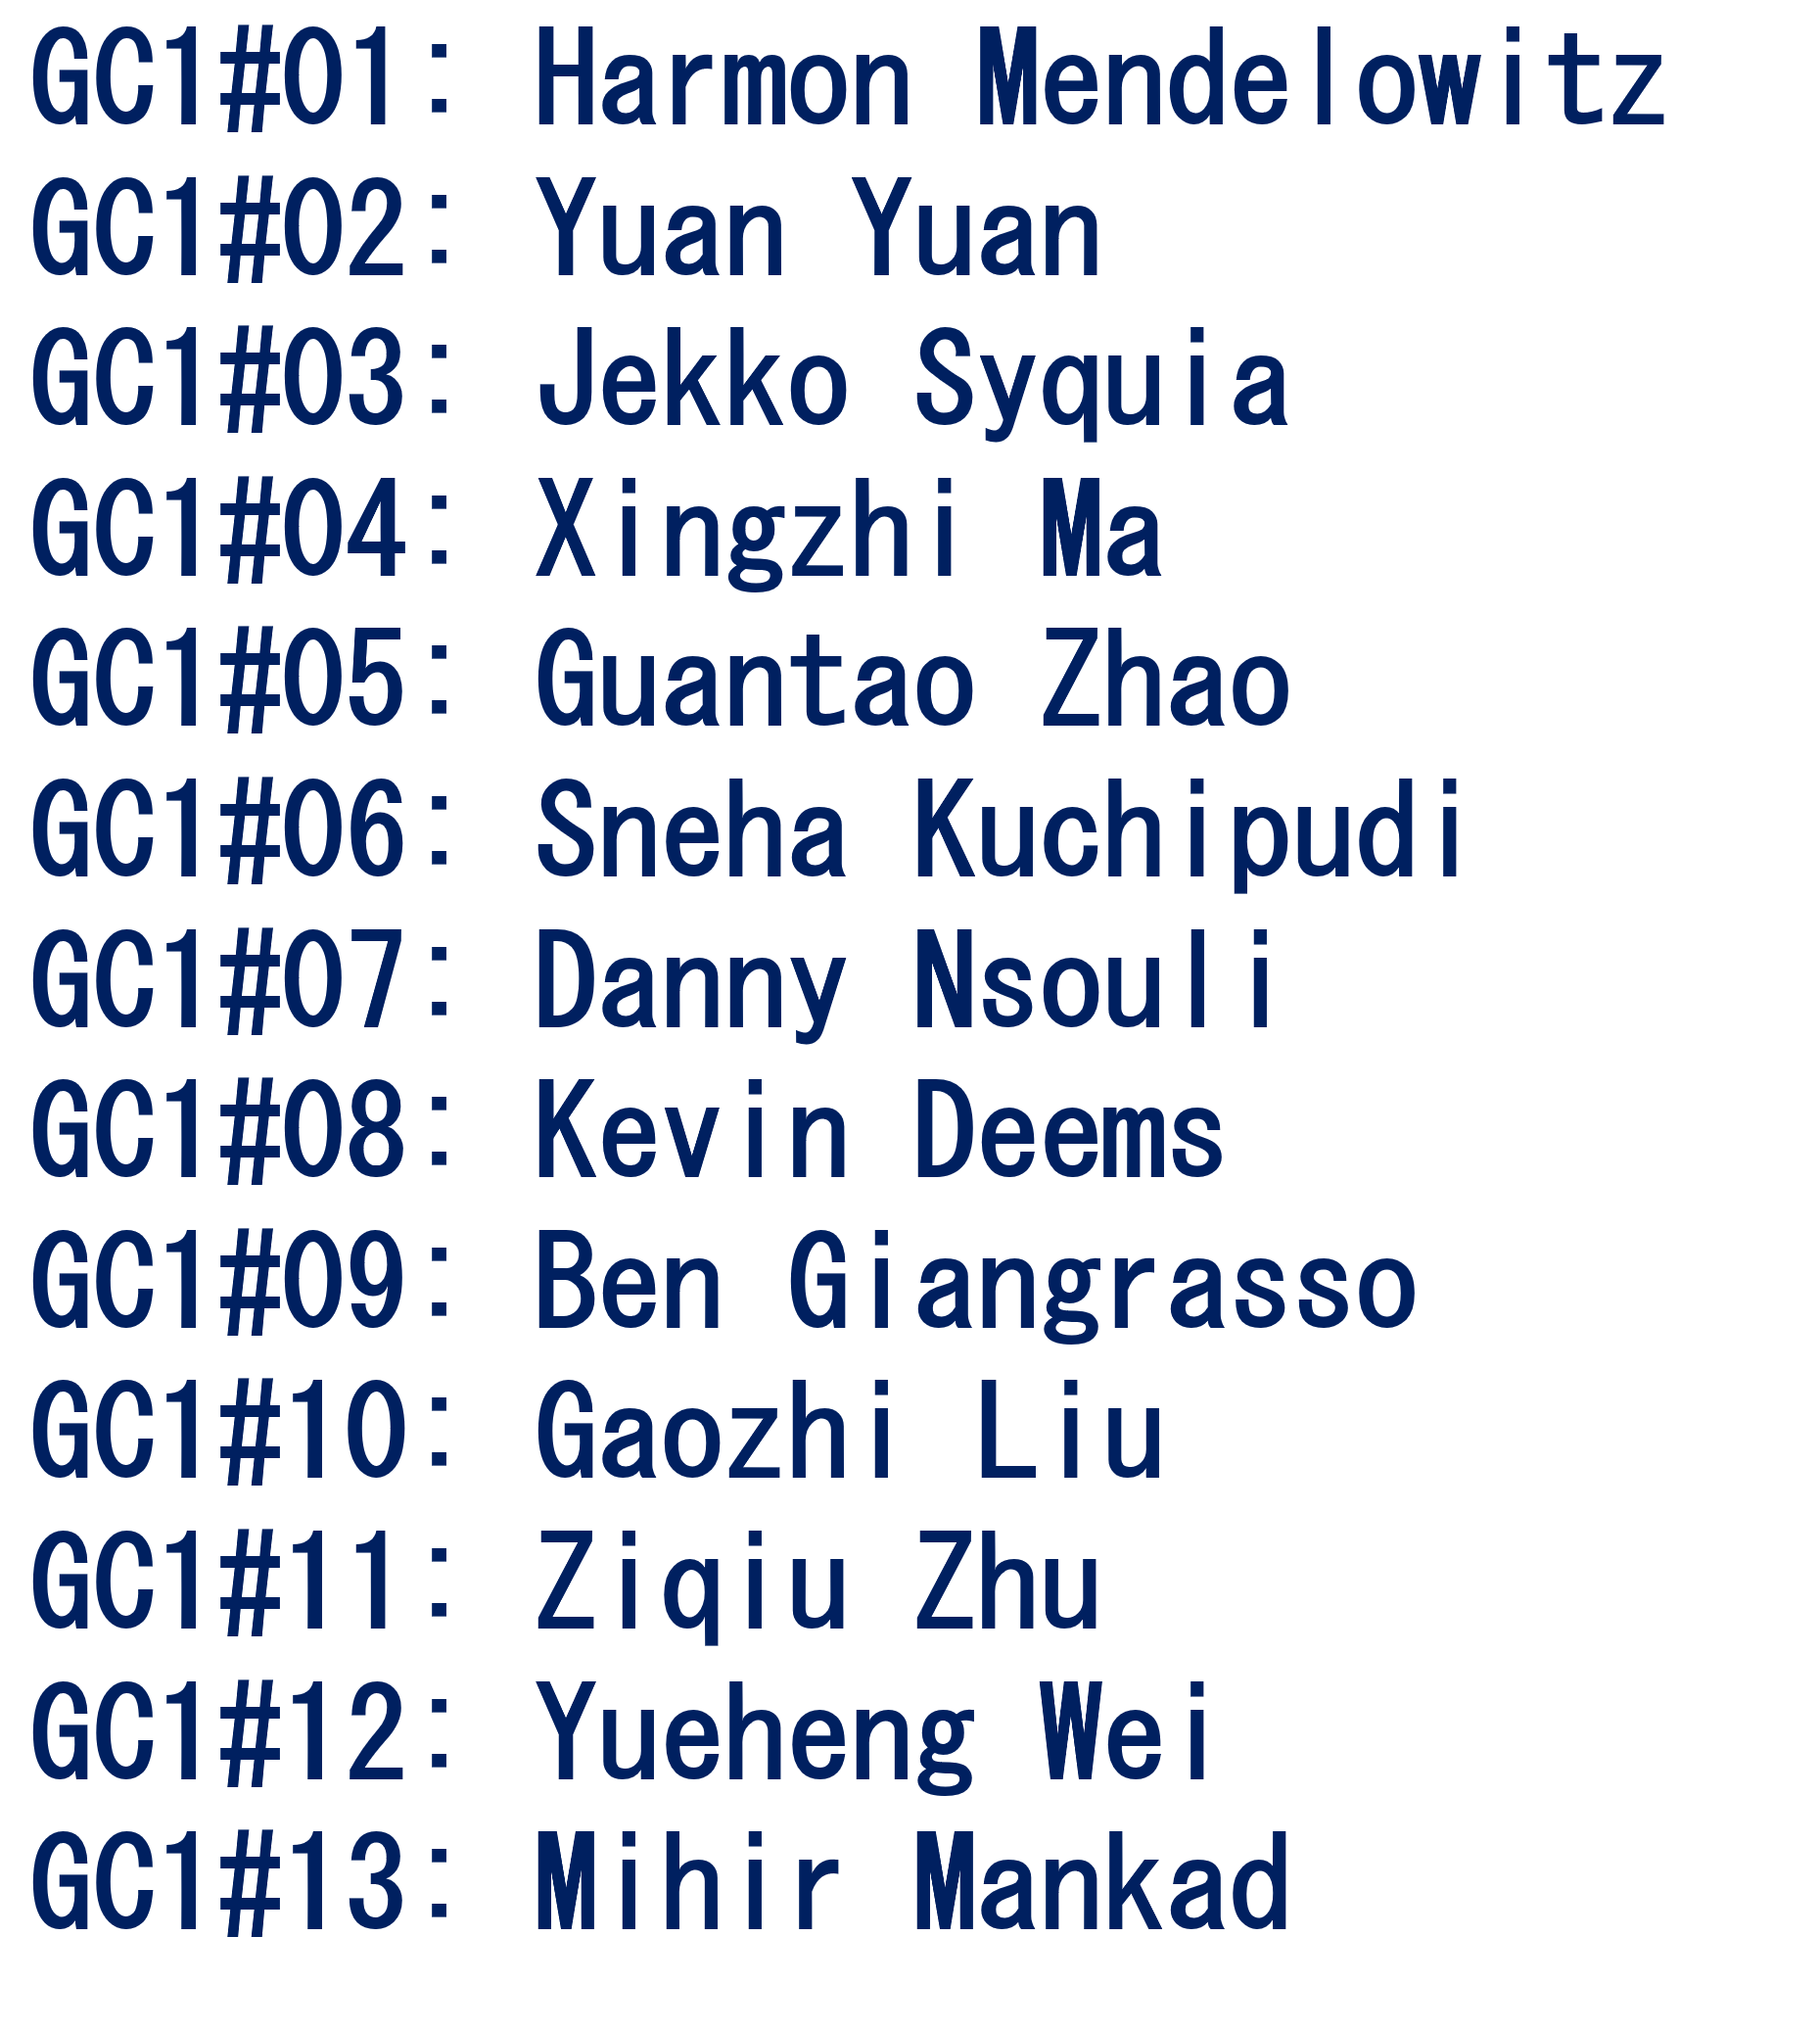 GC1#01: Harmon Mendelowitz
GC1#02: Yuan Yuan
GC1#03: Jekko Syquia
GC1#04: Xingzhi Ma
GC1#05: Guantao Zhao
GC1#06: Sneha Kuchipudi
GC1#07: Danny Nsouli
GC1#08: Kevin Deems
GC1#09: Ben Giangrasso
GC1#10: Gaozhi Liu
GC1#11: Ziqiu Zhu
GC1#12: Yueheng Wei
GC1#13: Mihir Mankad